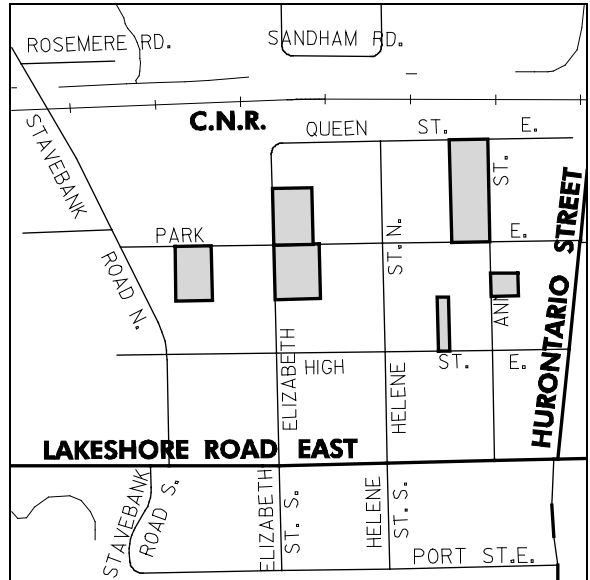 ROSEMERE RD.
SANDHAM RD.
C.N.R.
QUEEN ST. E.
STAVEBANK
ROAD N.
PARK E.
ST. N.
ST.
ANN
HURONTARIO STREET
ELIZABETH
HIGH ST. E.
HELENE
LAKESHORE ROAD EAST
STAVEBANK
ROAD S.
ELIZABETH
ST. S.
HELENE
ST. S.
PORT ST.E.